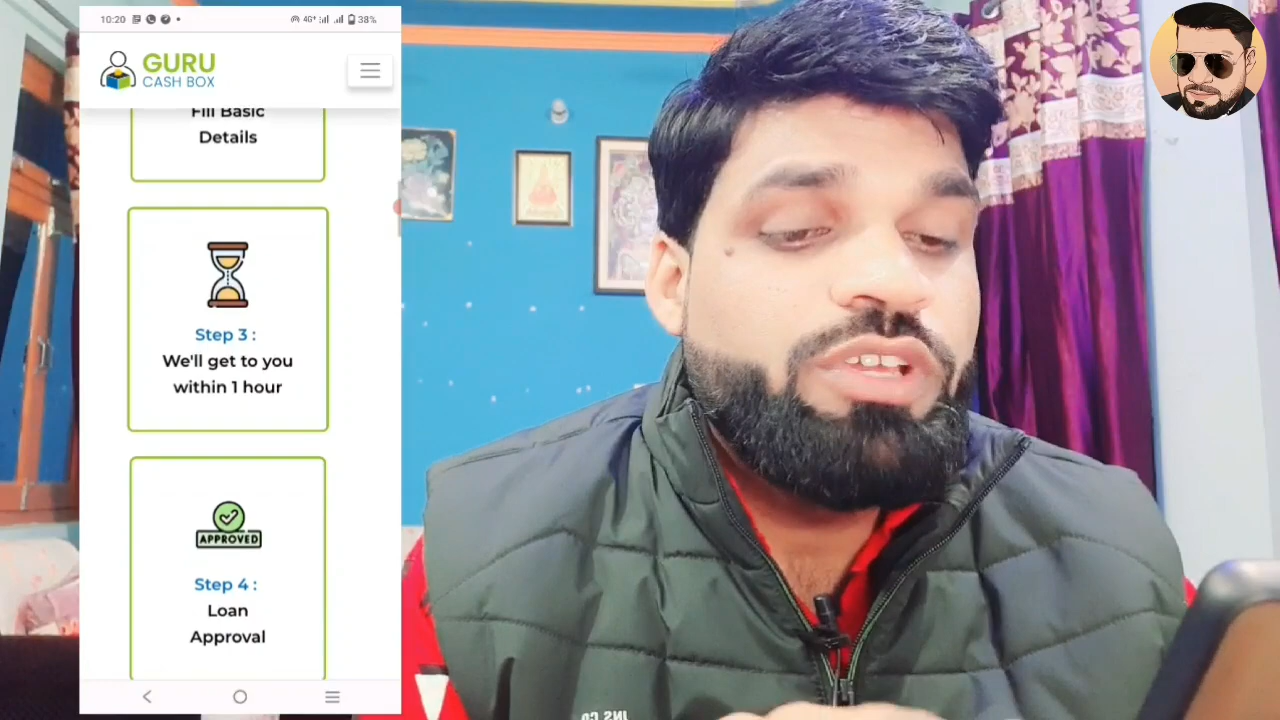 10:20
4G+
38%
GURU
CASH BOX
Fill Basic
Details
Step 3 :
We'll get to you
within 1 hour
APPROVED
Step 4 :
Loan
Approval